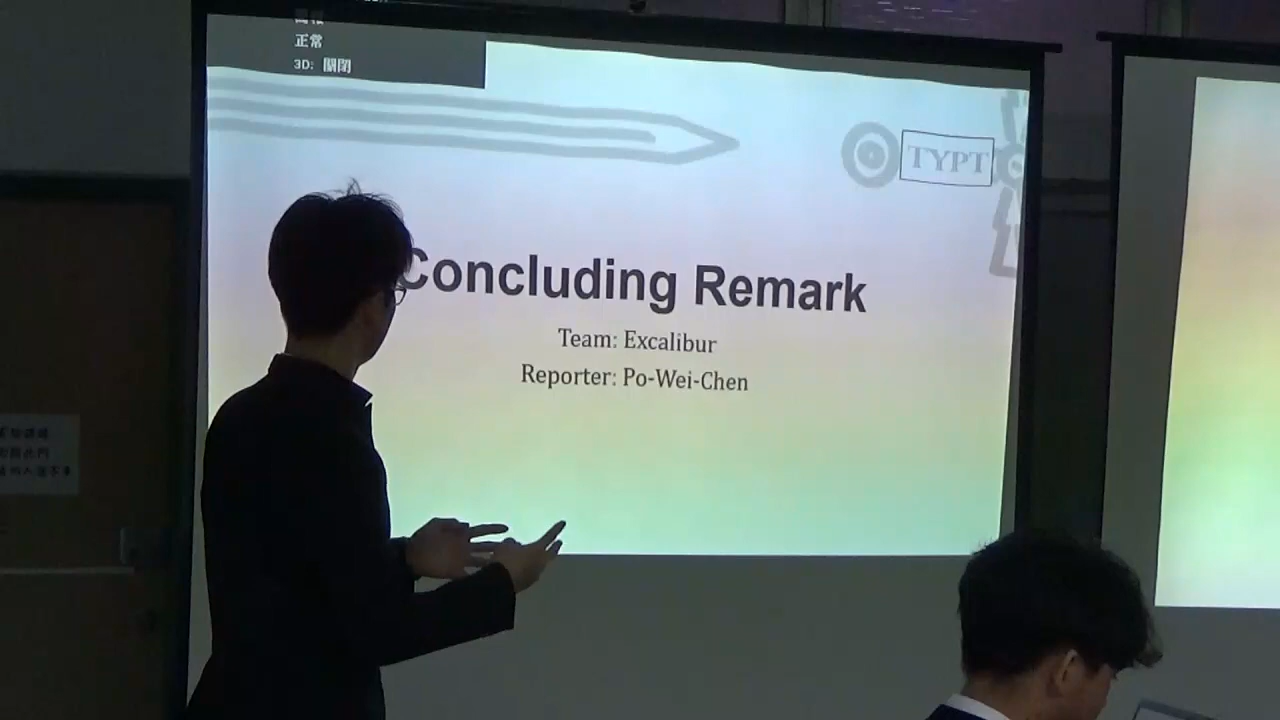 正常
3D: 關閉
TYPT
Concluding Remark
Team: Excalibur
Reporter: Po-Wei-Chen